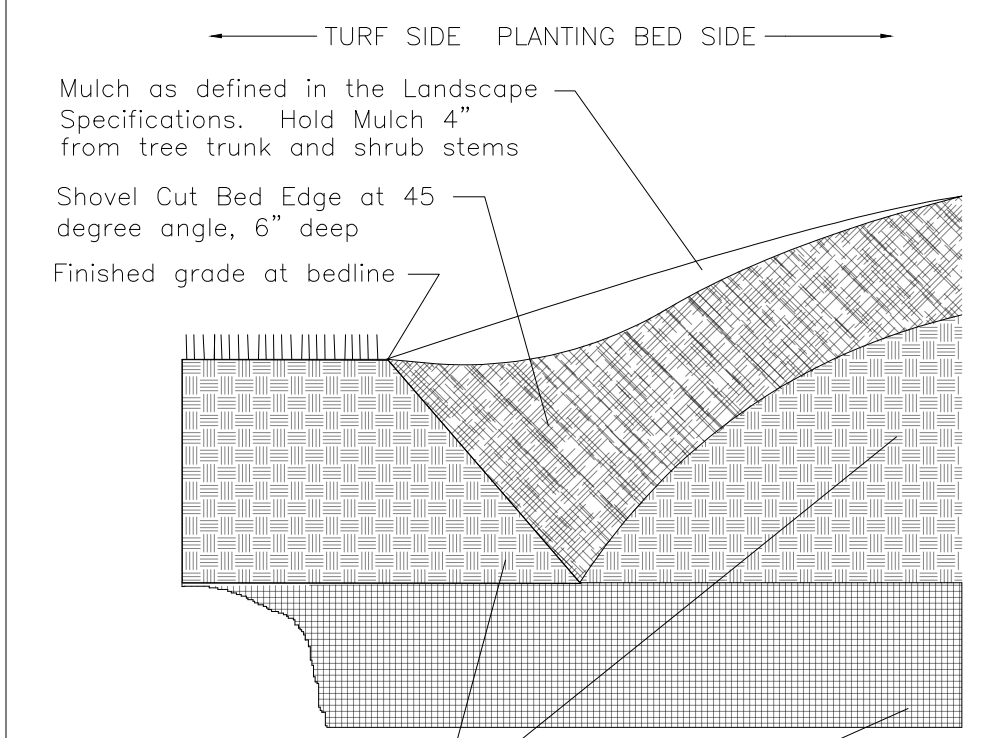 TURF SIDE PLANTING BED SIDE
Mulch as defined in the Landscape
Specifications. Hold Mulch 4”
from tree trunk and shrub stems
Shovel Cut Bed Edge at 45
degree angle, 6” deep
Finished grade at bedline